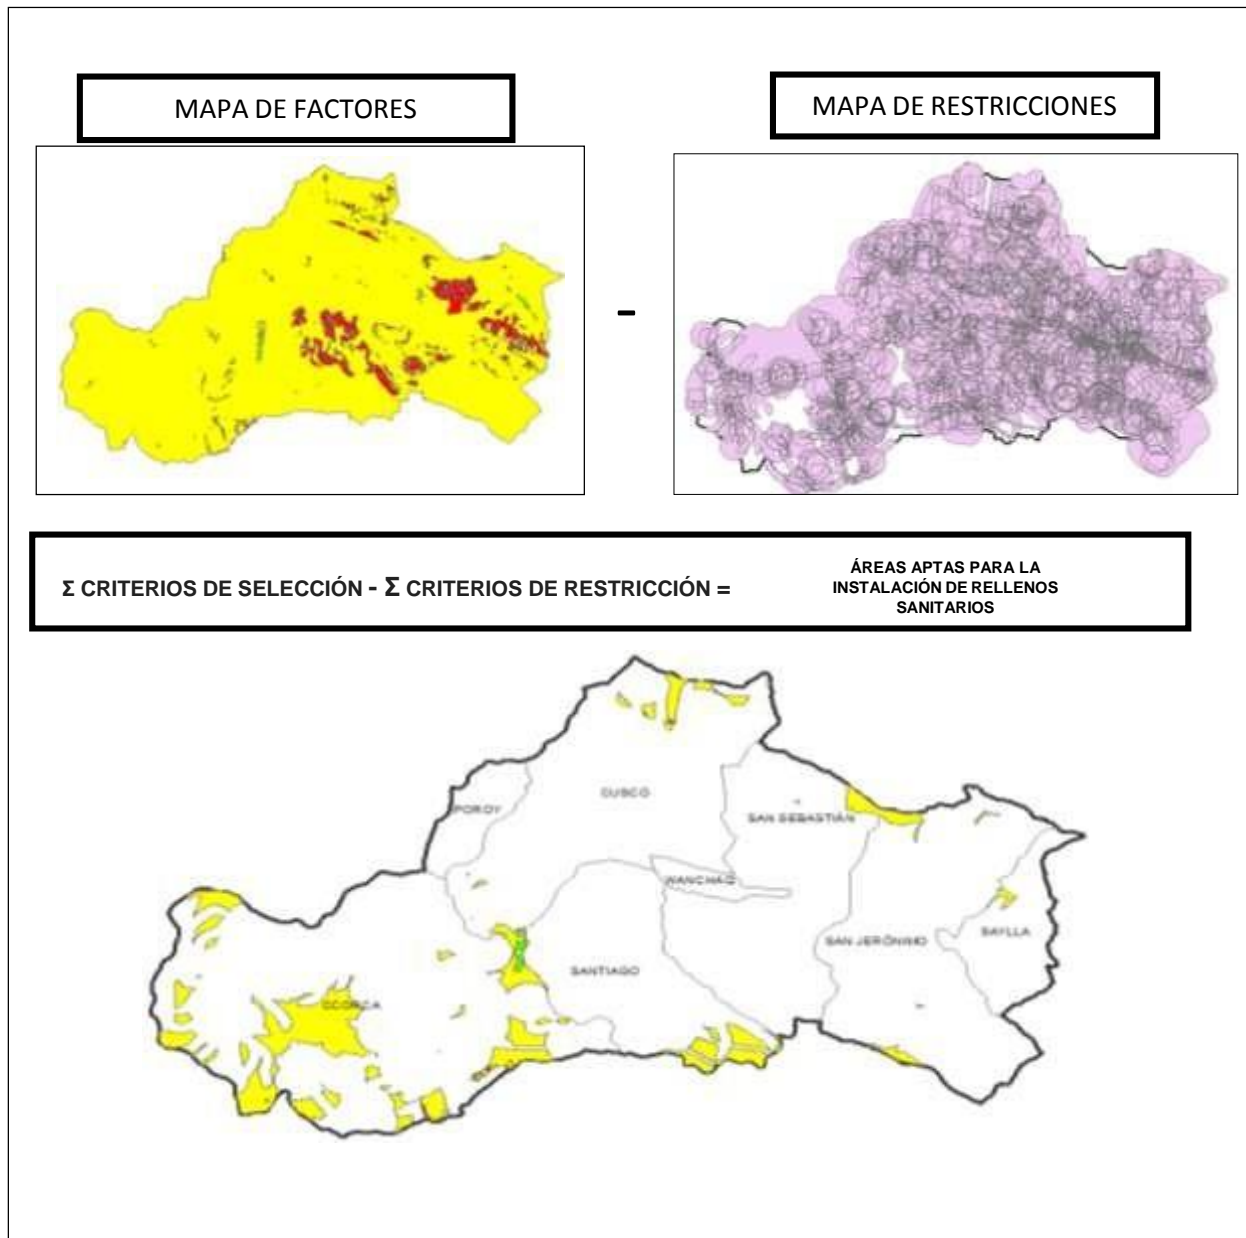 MAPA DE FACTORES
MAPA DE RESTRICCIONES
-
Σ CRITERIOS DE SELECCIÓN - Σ CRITERIOS DE RESTRICCIÓN =
ÁREAS APTAS PARA LA
INSTALACIÓN DE RELLENOS
SANITARIOS
CUSCO
POROY
SAN SEBASTIÁN
WANCHAQ
SAN JERÓNIMO
SAYLLA
SANTIAGO
CCORCA